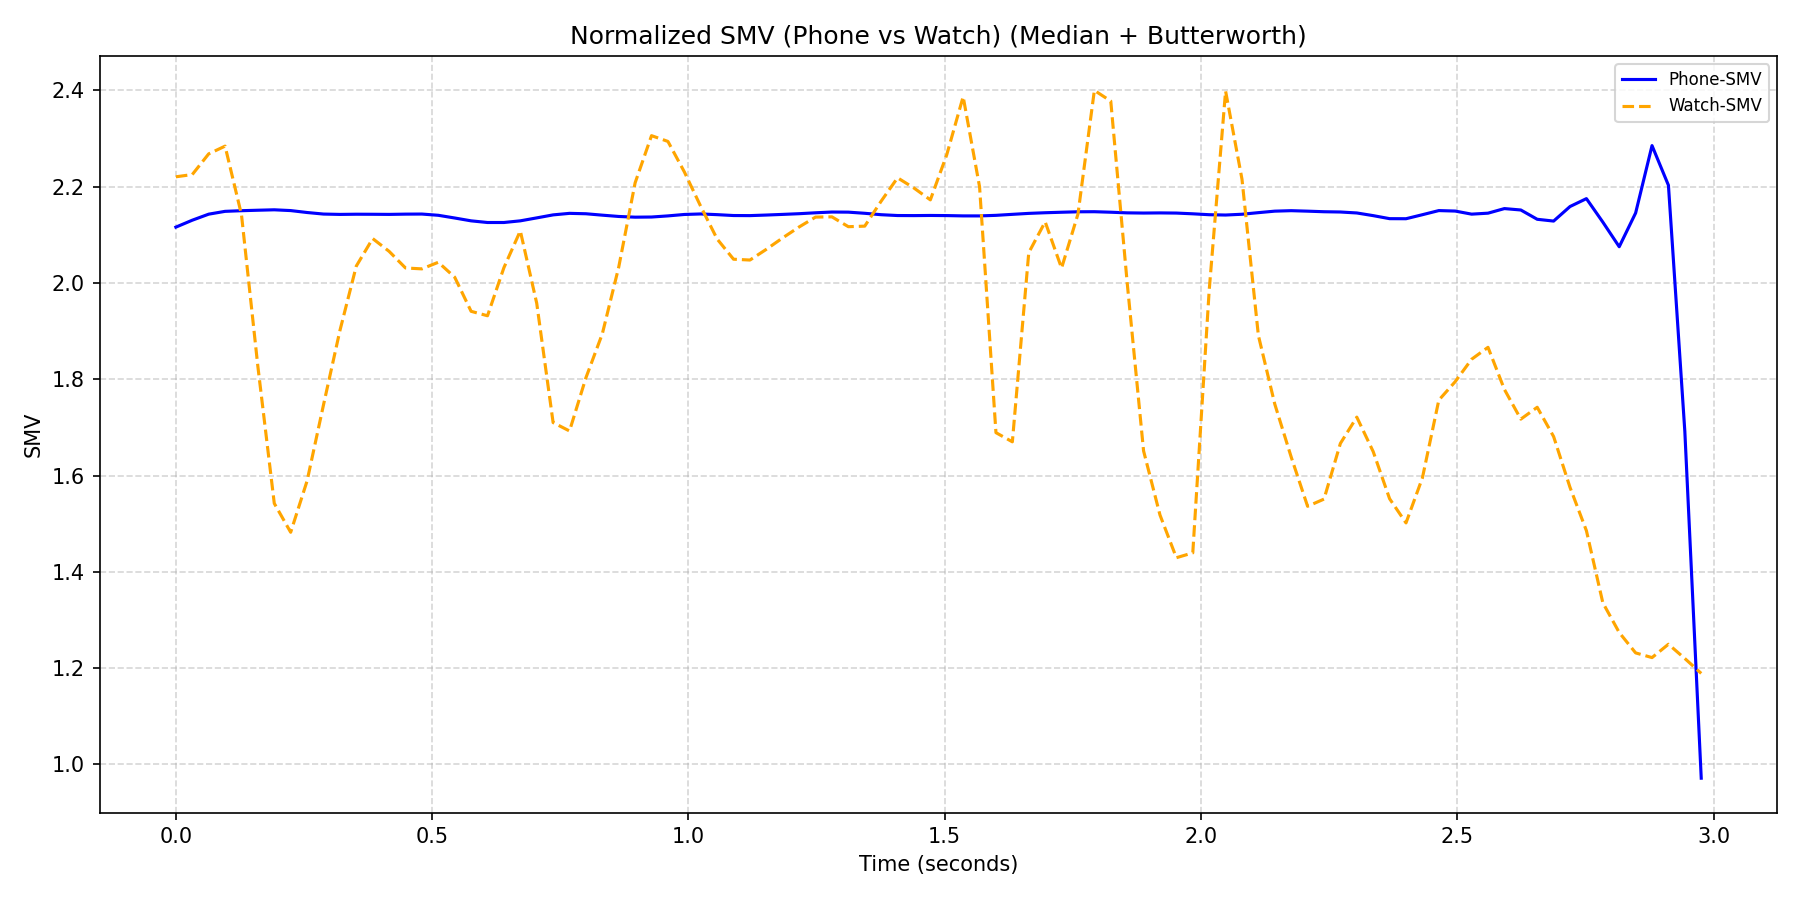 Normalized SMV (Phone vs Watch) (Median + Butterworth)
Phone-SMV
Watch-SMV
2.4
2.2
2.0
1.8
1.6
1.4
1.2
1.0
SMV
0.0 0.5 1.0 1.5 2.0 2.5 3.0
Time (seconds)